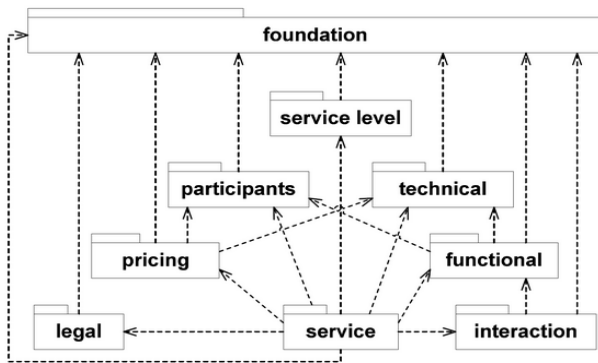 foundation
service level
participants
technical
pricing
functional
legal
service
interaction